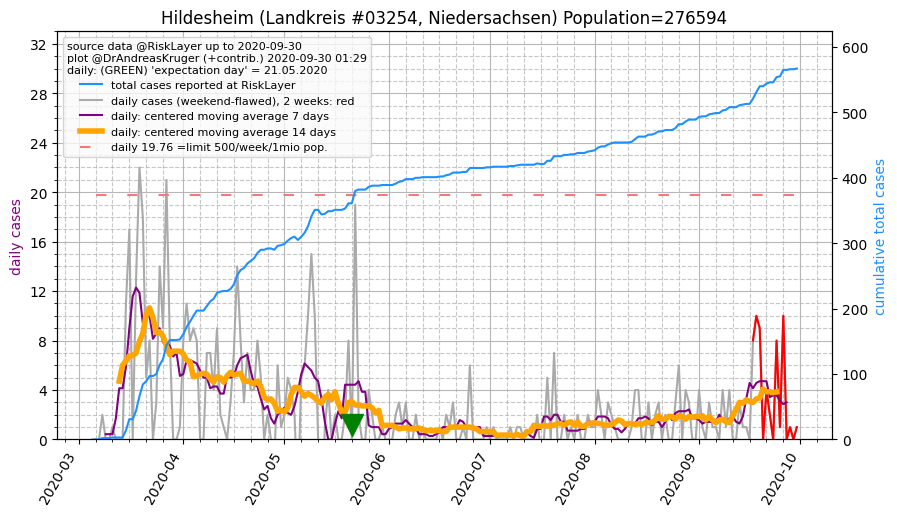 Hildesheim (Landkreis #03254, Niedersachsen) Population=276594
source data @RiskLayer up to 2020-09-30
plot @DrAndreasKruger (+contrib.) 2020-09-30 01:29
daily: (GREEN) 'expectation day' = 21.05.2020
total cases reported at RiskLayer
daily cases (weekend-flawed), 2 weeks: red
daily: centered moving average 7 days
daily: centered moving average 14 days
daily 19.76 =limit 500/week/1mio pop.
daily cases
32
28
24
20
16
12
8
4
0
cumulative total cases
600
500
400
300
200
100
0
2020-03
2020-04
2020-05
2020-06
2020-07
2020-08
2020-09
2020-10